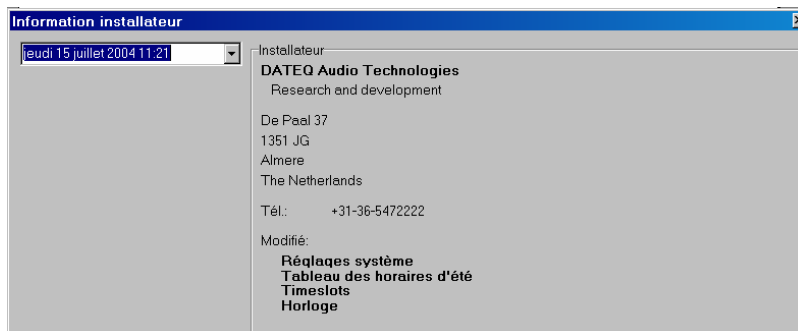 Information installateur
jeudi 15 juillet 2004 11:21
Installateur
DATEQ Audio Technologies
Research and development
De Paal 37
1351 JG
Almere
The Netherlands
Tél.: +31-36-5472222
Modifié:
Réglages système
Tableau des horaires d'été
Timeslots
Horloge